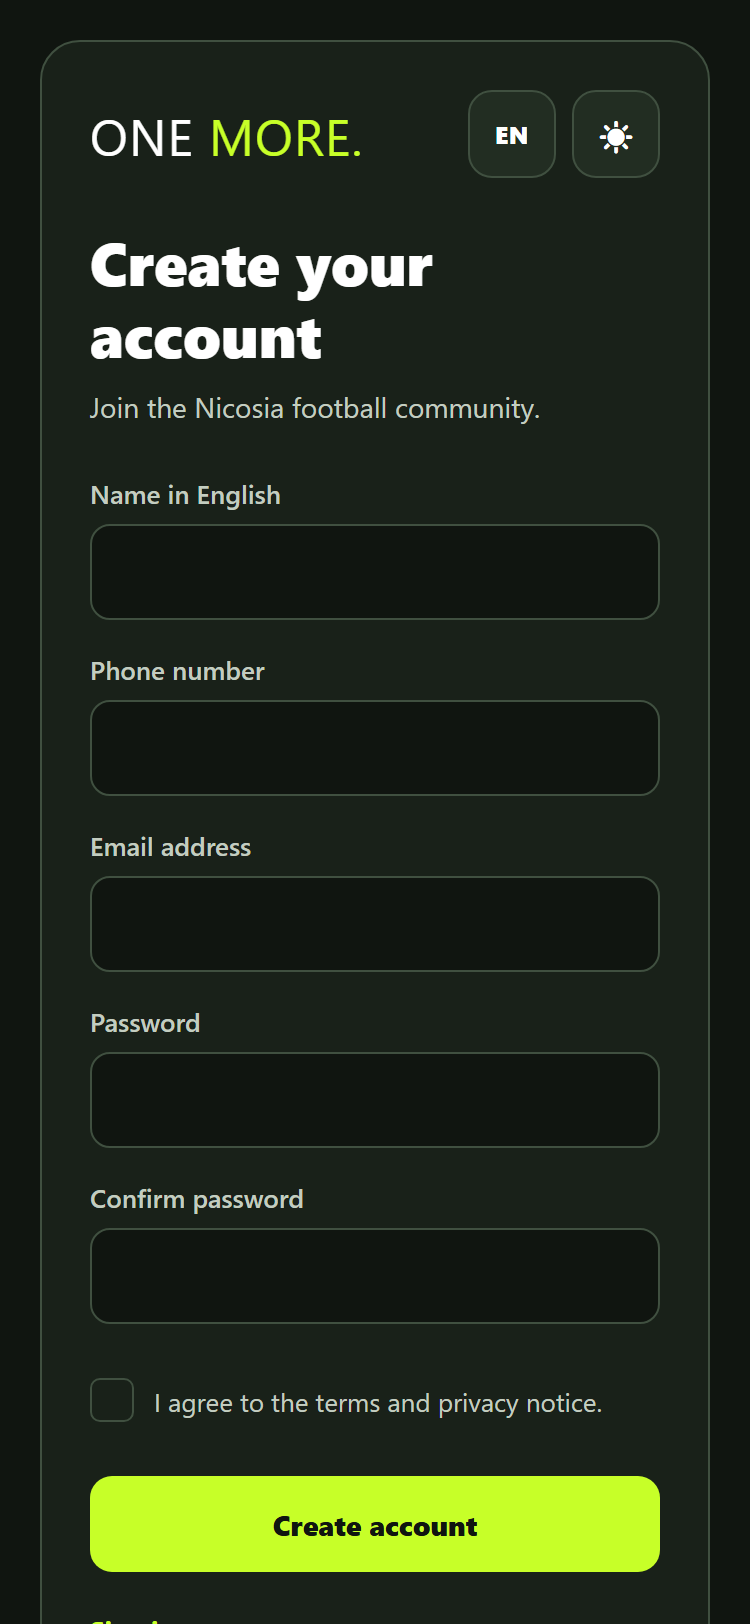 ONE MORE.
EN
Create your
account
Join the Nicosia football community.
Name in English
Phone number
Email address
Password
Confirm password
I agree to the terms and privacy notice.
Create account